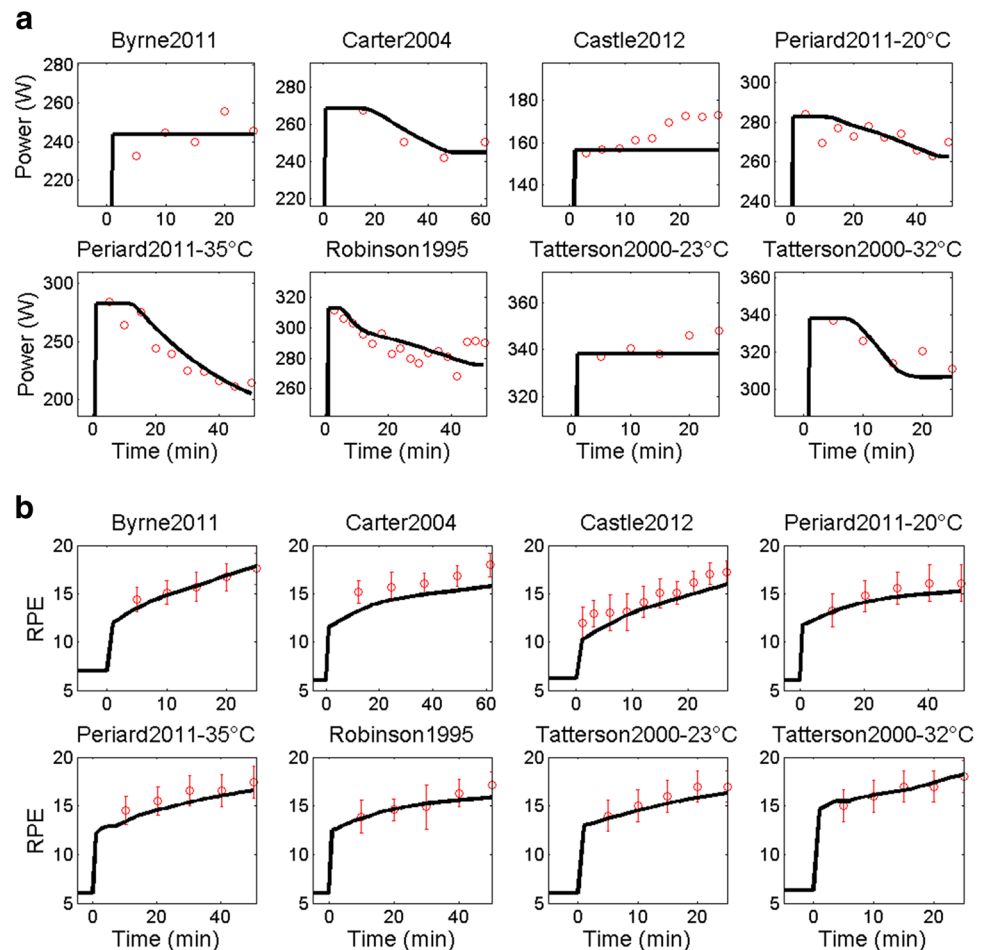 a
Byrne2011 Carter2004 Castle2012 Periard2011-20°C
Power (W)
280
260
240
220
0 10 20
280
260
240
220
0 20 40 60
170
150
130
0 10 20
300
280
260
240
0 20 40
Periard2011-35°C Robinson1995 Tatterson2000-23°C Tatterson2000-32°C
Power (W)
300
250
200
0 20 40
320
300
280
260
0 20 40
360
340
320
0 10 20
360
340
320
300
0 10 20
Time (min) Time (min) Time (min) Time (min)
b
Byrne2011 Carter2004 Castle2012 Periard2011-20°C
RPE
20
15
10
5
0 10 20
20
15
10
5
0 20 40 60
20
15
10
5
0 10 20
20
15
10
5
0 20 40
Periard2011-35°C Robinson1995 Tatterson2000-23°C Tatterson2000-32°C
RPE
20
15
10
5
0 20 40
20
15
10
5
0 20 40
20
15
10
5
0 10 20
20
15
10
5
0 10 20
Time (min) Time (min) Time (min) Time (min)